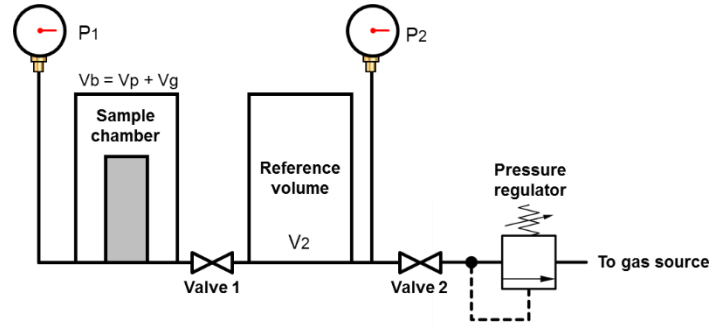 P1
P2
Vb = Vp + Vg
Sample
chamber
Reference
volume
V2
Pressure
regulator
To gas source
Valve 1
Valve 2